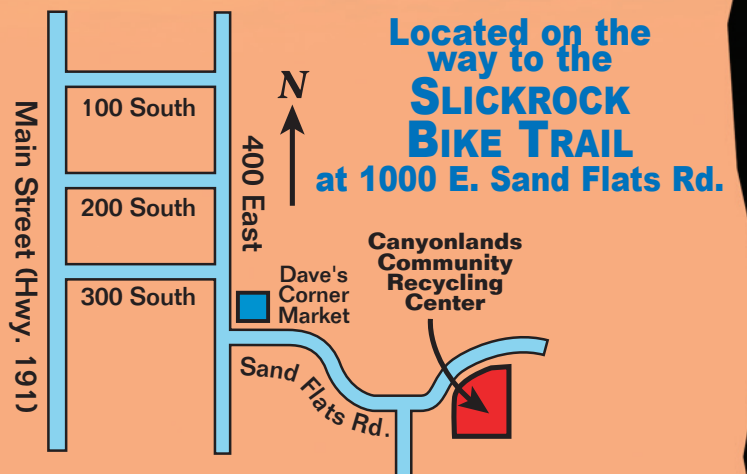 Located on the
way to the
SLICKROCK
BIKE TRAIL
at 1000 E. Sand Flats Rd.
N
Main Street (Hwy. 191)
100 South
200 South
300 South
400 East
Dave's
Corner
Market
Canyonlands
Community
Recycling
Center
Sand Flats Rd.